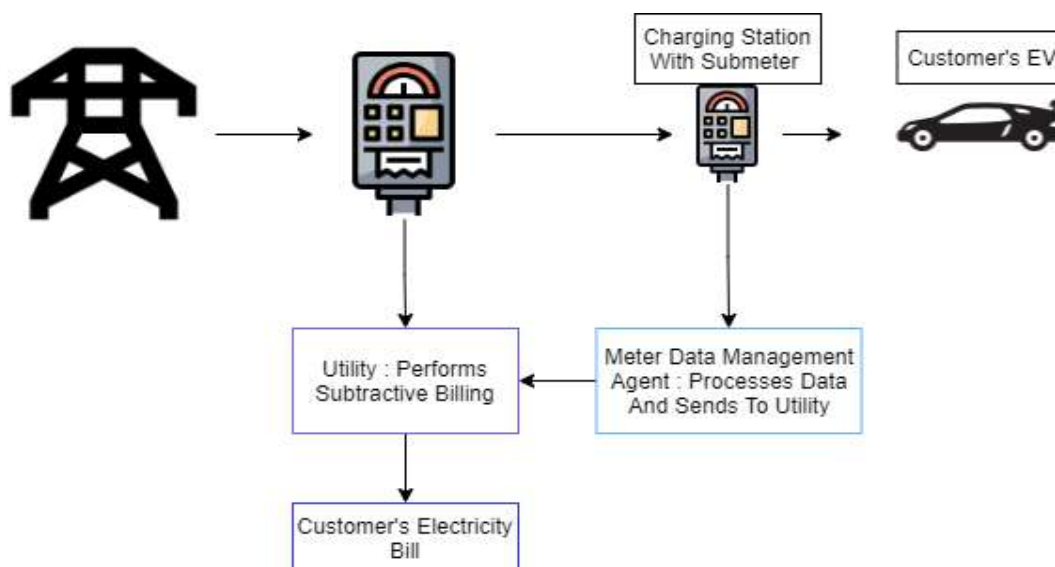 Charging Station
With Submeter
Customer's EV
Utility : Performs
Subtractive Billing
Meter Data Management
Agent : Processes Data
And Sends To Utility
Customer's Electricity
Bill